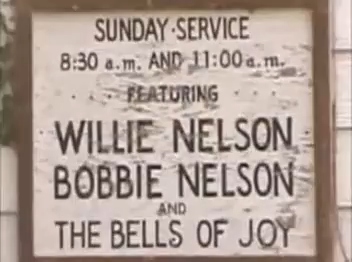 SUNDAY·SERVICE
8:30 a.m. AND 11:00 a.m.
FEATURING
WILLIE NELSON
BOBBIE NELSON
AND
THE BELLS OF JOY